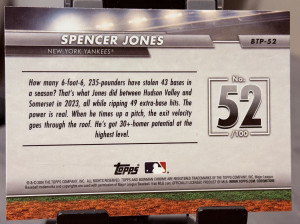 SPENCER JONES
BTP-52
NEW YORK YANKEES®
How many 6-foot-6, 235-pounders have stolen 43 bases
in a season? That's what Jones did between Hudson Valley and
Somerset in 2023, all while ripping 49 extra-base hits. The
power is real. When he tunes up a pitch, the exit velocity
goes through the roof. He's got 30+-homer potential at the
highest level.
No.
52
/100
Topps